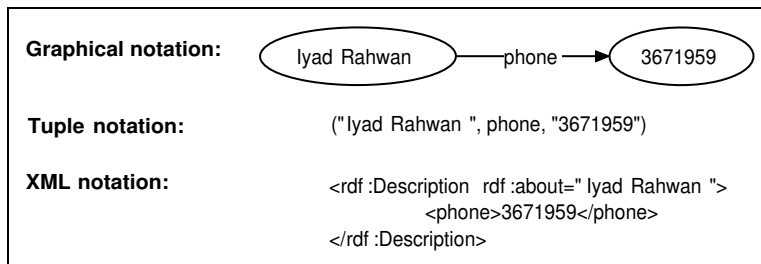 Graphical notation: Iyad Rahwan phone 3671959
Tuple notation: ("Iyad Rahwan ", phone, "3671959")
XML notation: <rdf :Description rdf :about=" Iyad Rahwan ">
<phone>3671959</phone>
</rdf :Description>